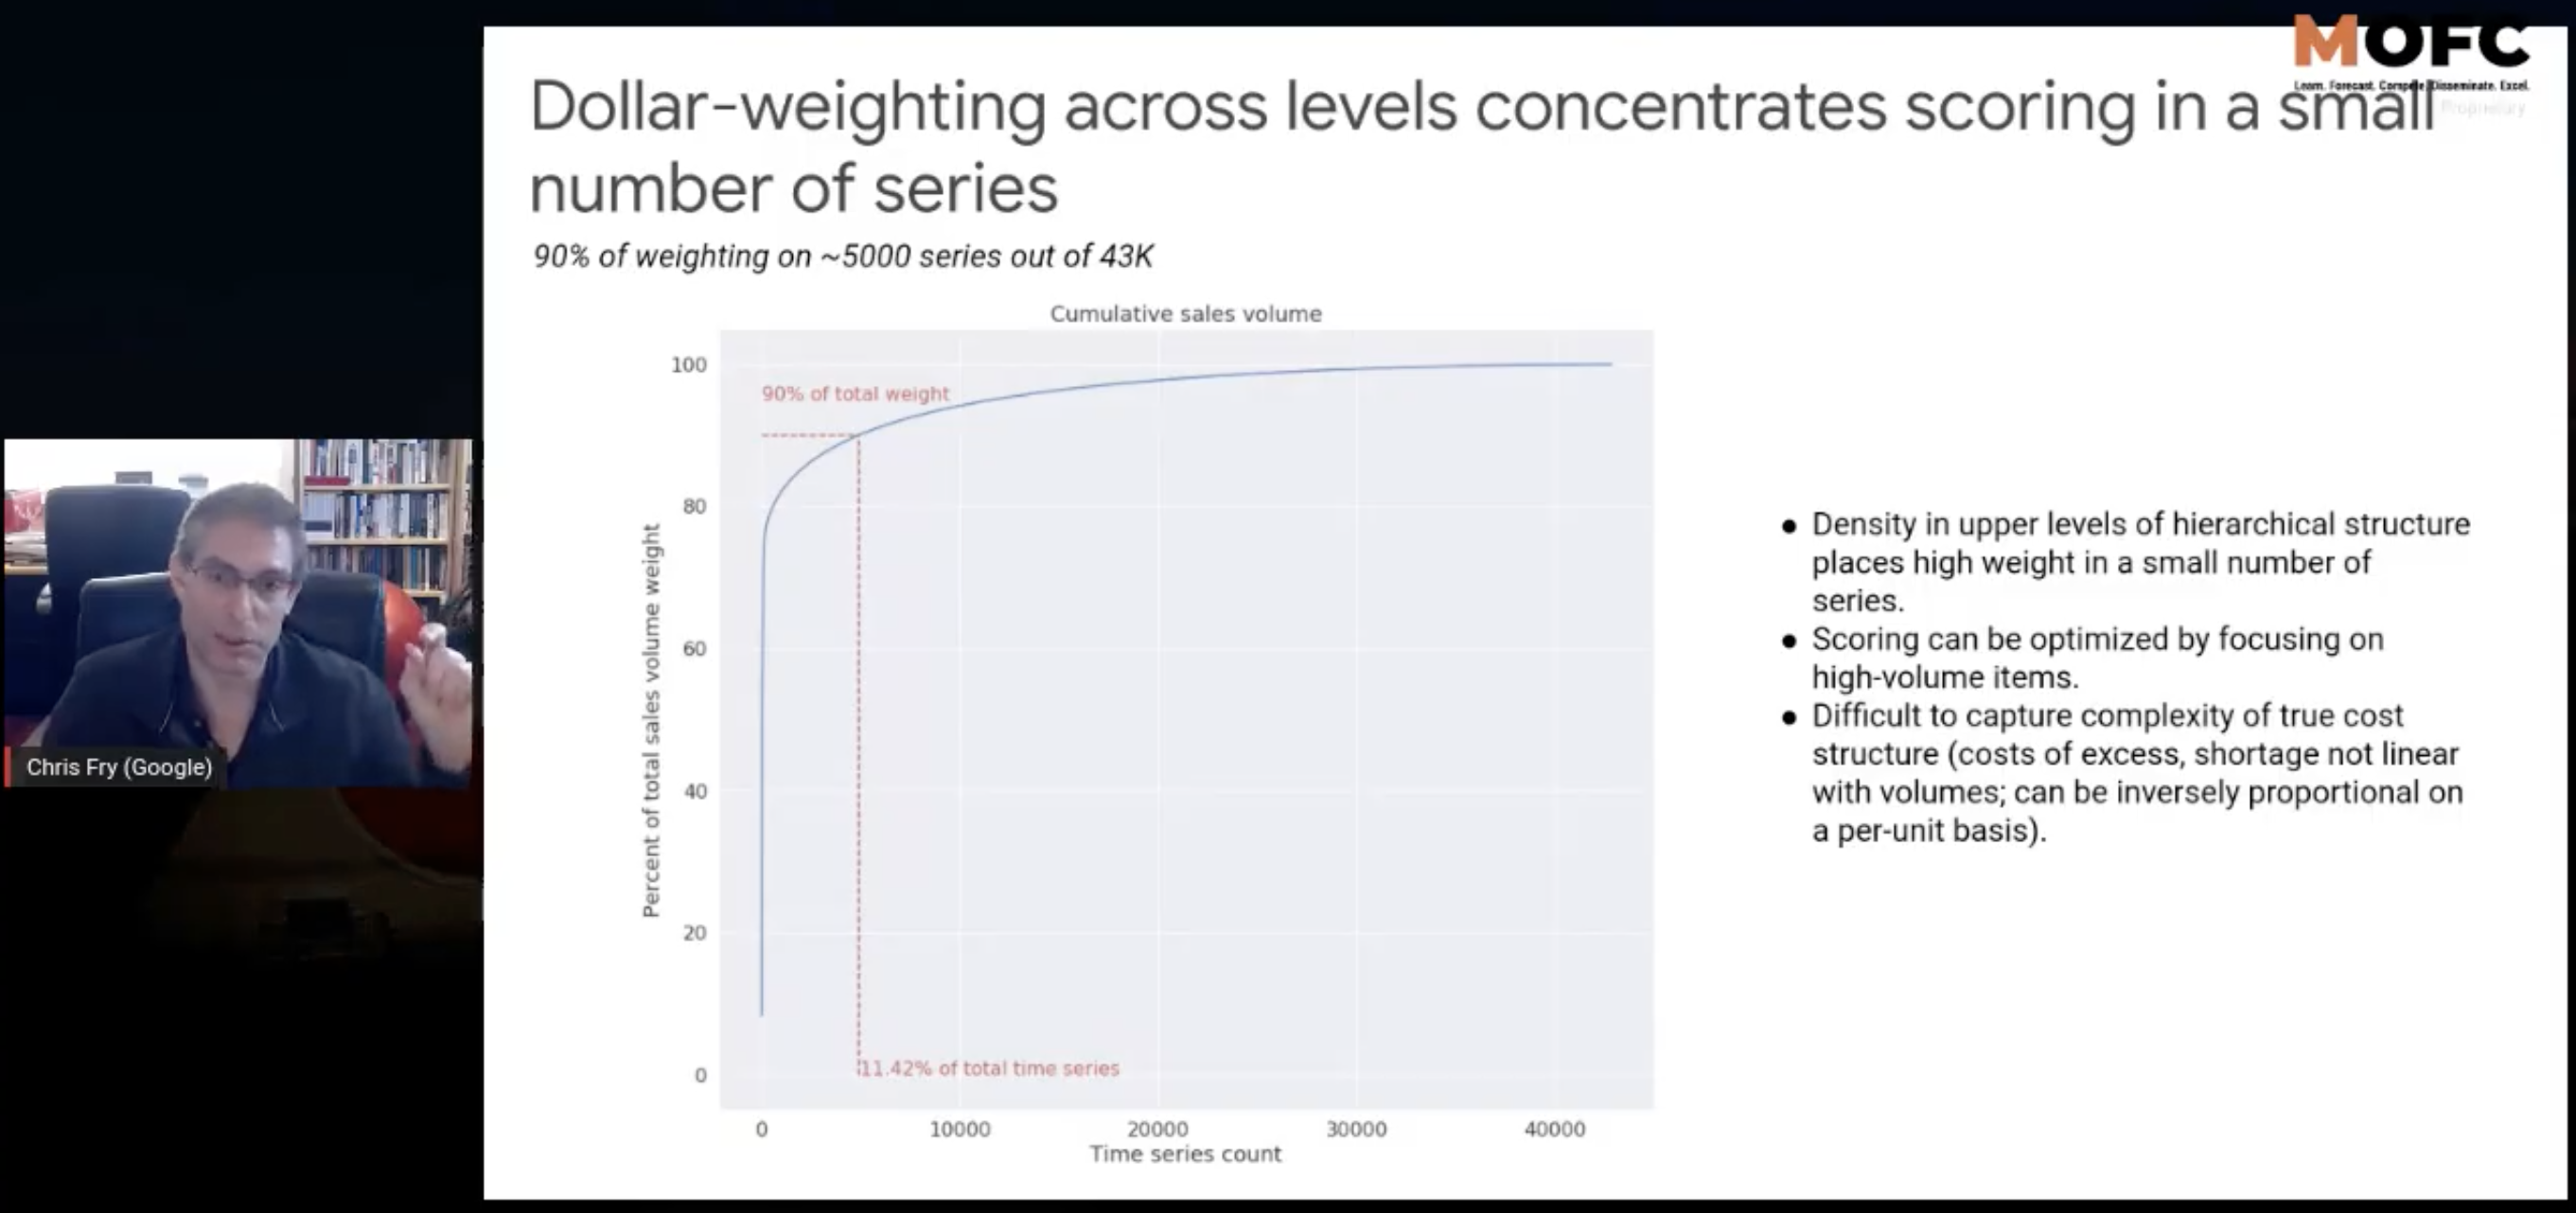 MOFC
Learn. Forecast. Compete. Disseminate. Excel.
Proprietary
Dollar-weighting across levels concentrates scoring in a small
number of series
90% of weighting on ~5000 series out of 43K
Cumulative sales volume
100
90% of total weight
80
60
40
20
0
Percent of total sales volume weight
11.42% of total time series
0 10000 20000 30000 40000
Time series count
● Density in upper levels of hierarchical structure
places high weight in a small number of
series.
● Scoring can be optimized by focusing on
high-volume items.
● Difficult to capture complexity of true cost
structure (costs of excess, shortage not linear
with volumes; can be inversely proportional on
a per-unit basis).
Chris Fry (Google)